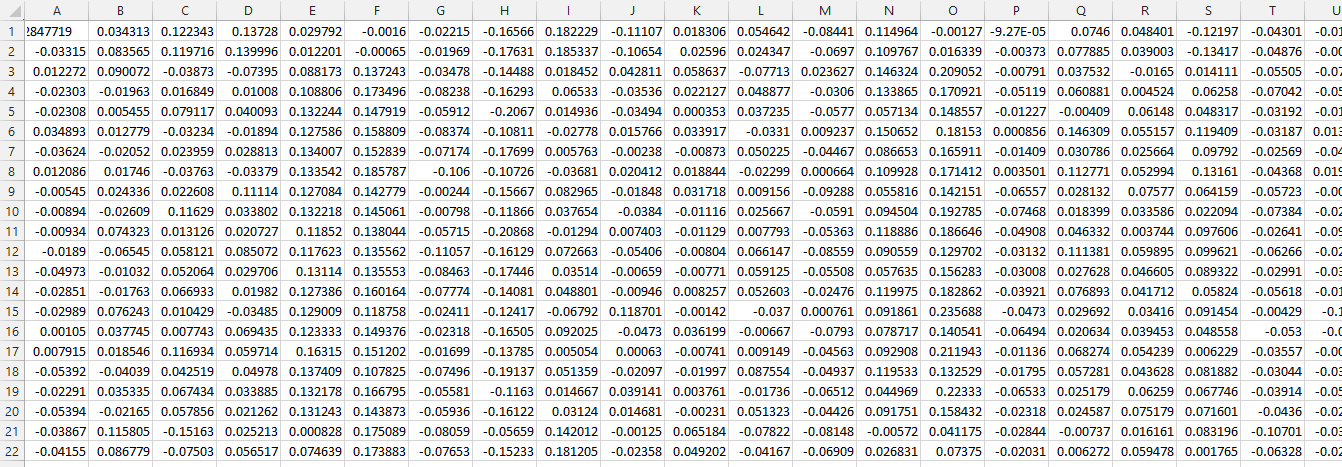 A B C D E F G H I J K L M N O P Q R S T U
1 2847719 0.034313 0.122343 0.13728 0.029792 -0.0016 -0.02215 -0.16566 0.182229 -0.11107 0.018306 0.054642 -0.08441 0.114964 -0.00127 -9.27E-05 0.0746 0.048401 -0.12197 -0.04301 -0.01
2 -0.03315 0.083565 0.119716 0.139996 0.012201 -0.00065 -0.01969 -0.17631 0.185337 -0.10654 0.02596 0.024347 -0.0697 0.109767 0.016339 -0.00373 0.077885 0.039003 -0.13417 -0.04876 -0.00
3 0.012272 0.090072 -0.03873 -0.07395 0.088173 0.137243 -0.03478 -0.14488 0.018452 0.042811 0.058637 -0.07713 0.023627 0.146324 0.209052 -0.00791 0.037532 -0.0165 0.014111 -0.05505 -0.07
4 -0.02303 -0.01963 0.016849 0.01008 0.108806 0.173496 -0.08238 -0.16293 0.06533 -0.03536 0.022127 0.048877 -0.0306 0.133865 0.170921 -0.05119 0.060881 0.004524 0.06258 -0.07042 -0.05
5 -0.02308 0.005455 0.079117 0.040093 0.132244 0.147919 -0.05912 -0.2067 0.014936 -0.03494 0.000353 0.037235 -0.0577 0.057134 0.148557 -0.01227 -0.00409 0.06148 0.048317 -0.03192 -0.01
6 0.034893 0.012779 -0.03234 -0.01894 0.127586 0.158809 -0.08374 -0.10811 -0.02778 0.015766 0.033917 -0.0331 0.009237 0.150652 0.18153 0.000856 0.146309 0.055157 0.119409 -0.03187 0.013
7 -0.03624 -0.02052 0.023959 0.028813 0.134007 0.152839 -0.07174 -0.17699 0.005763 -0.00238 -0.00873 0.050225 -0.04467 0.086653 0.165911 -0.01409 0.030786 0.025664 0.09792 -0.02569 -0.04
8 0.012086 0.01746 -0.03763 -0.03379 0.133542 0.185787 -0.106 -0.10726 -0.03681 0.020412 0.018844 -0.02299 0.000664 0.109928 0.171412 0.003501 0.112771 0.052994 0.13161 -0.04368 0.019
9 -0.00545 0.024336 0.022608 0.11114 0.127084 0.142779 -0.00244 -0.15667 0.082965 -0.01848 0.031718 0.009156 -0.09288 0.055816 0.142151 -0.06557 0.028132 0.07577 0.064159 -0.05723 -0.00
10 -0.00894 -0.02609 0.11629 0.033802 0.132218 0.145061 -0.00798 -0.11866 0.037654 -0.0384 -0.01116 0.025667 -0.0591 0.094504 0.192785 -0.07468 0.018399 0.033586 0.022094 -0.07384 -0.02
11 -0.00934 0.074323 0.013126 0.020727 0.11852 0.138044 -0.05715 -0.20868 -0.01294 0.007403 -0.01129 0.007793 -0.05363 0.118886 0.186646 -0.04908 0.046332 0.003744 0.097606 -0.02641 -0.09
12 -0.0189 -0.06545 0.058121 0.085072 0.117623 0.135562 -0.11057 -0.16129 0.072663 -0.05406 -0.00804 0.066147 -0.08559 0.090559 0.129702 -0.03132 0.111381 0.059895 0.099621 -0.06266 -0.02
13 -0.04973 -0.01032 0.052064 0.029706 0.13114 0.135553 -0.08463 -0.17446 0.03514 -0.00659 -0.00771 0.059125 -0.05508 0.057635 0.156283 -0.03008 0.027628 0.046605 0.089322 -0.02991 -0.03
14 -0.02851 -0.01763 0.066933 0.01982 0.127386 0.160164 -0.07774 -0.14081 0.048801 -0.00946 0.008257 0.052603 -0.02476 0.119975 0.182862 -0.03921 0.076893 0.041712 0.05824 -0.05618 -0.01
15 -0.02989 0.076243 0.010429 -0.03485 0.129009 0.118758 -0.02411 -0.12417 -0.06792 0.118701 -0.00142 -0.037 0.000761 0.091861 0.235688 -0.0473 0.029692 0.03416 0.091454 -0.00429 -0.1
16 0.00105 0.037745 0.007743 0.069435 0.123333 0.149376 -0.02318 -0.16505 0.092025 -0.0473 0.036199 -0.00667 -0.0793 0.078717 0.140541 -0.06494 0.020634 0.039453 0.048558 -0.053 -0.0
17 0.007915 0.018546 0.116934 0.059714 0.16315 0.151202 -0.01699 -0.13785 0.005054 0.00063 -0.00741 0.009149 -0.04563 0.092908 0.211943 -0.01136 0.068274 0.054239 0.006229 -0.03557 -0.00
18 -0.05392 -0.04039 0.042519 0.04978 0.137409 0.107825 -0.07496 -0.19137 0.051359 -0.02097 -0.01997 0.087554 -0.04937 0.119533 0.132529 -0.01795 0.057281 0.043628 0.081882 -0.03044 -0.03
19 -0.02291 0.035335 0.067434 0.033885 0.132178 0.166795 -0.05581 -0.1163 0.014667 0.039141 0.003761 -0.01736 -0.06512 0.044969 0.22333 -0.06533 0.025179 0.06259 0.067746 -0.03914 -0.05
20 -0.05394 -0.02165 0.057856 0.021262 0.131243 0.143873 -0.05936 -0.16122 0.03124 0.014681 -0.00231 0.051323 -0.04426 0.091751 0.158432 -0.02318 0.024587 0.075179 0.071601 -0.0436 -0.02
21 -0.03867 0.115805 -0.15163 0.025213 0.000828 0.175089 -0.08059 -0.05659 0.142012 -0.00125 0.065184 -0.07822 -0.08148 -0.00572 0.041175 -0.02844 -0.00737 0.016161 0.083196 -0.10701 -0.03
22 -0.04155 0.086779 -0.07503 0.056517 0.074639 0.173883 -0.07653 -0.15233 0.181205 -0.02358 0.049202 -0.04167 -0.06909 0.026831 0.07375 -0.02031 0.006272 0.059478 0.001765 -0.06328 -0.02